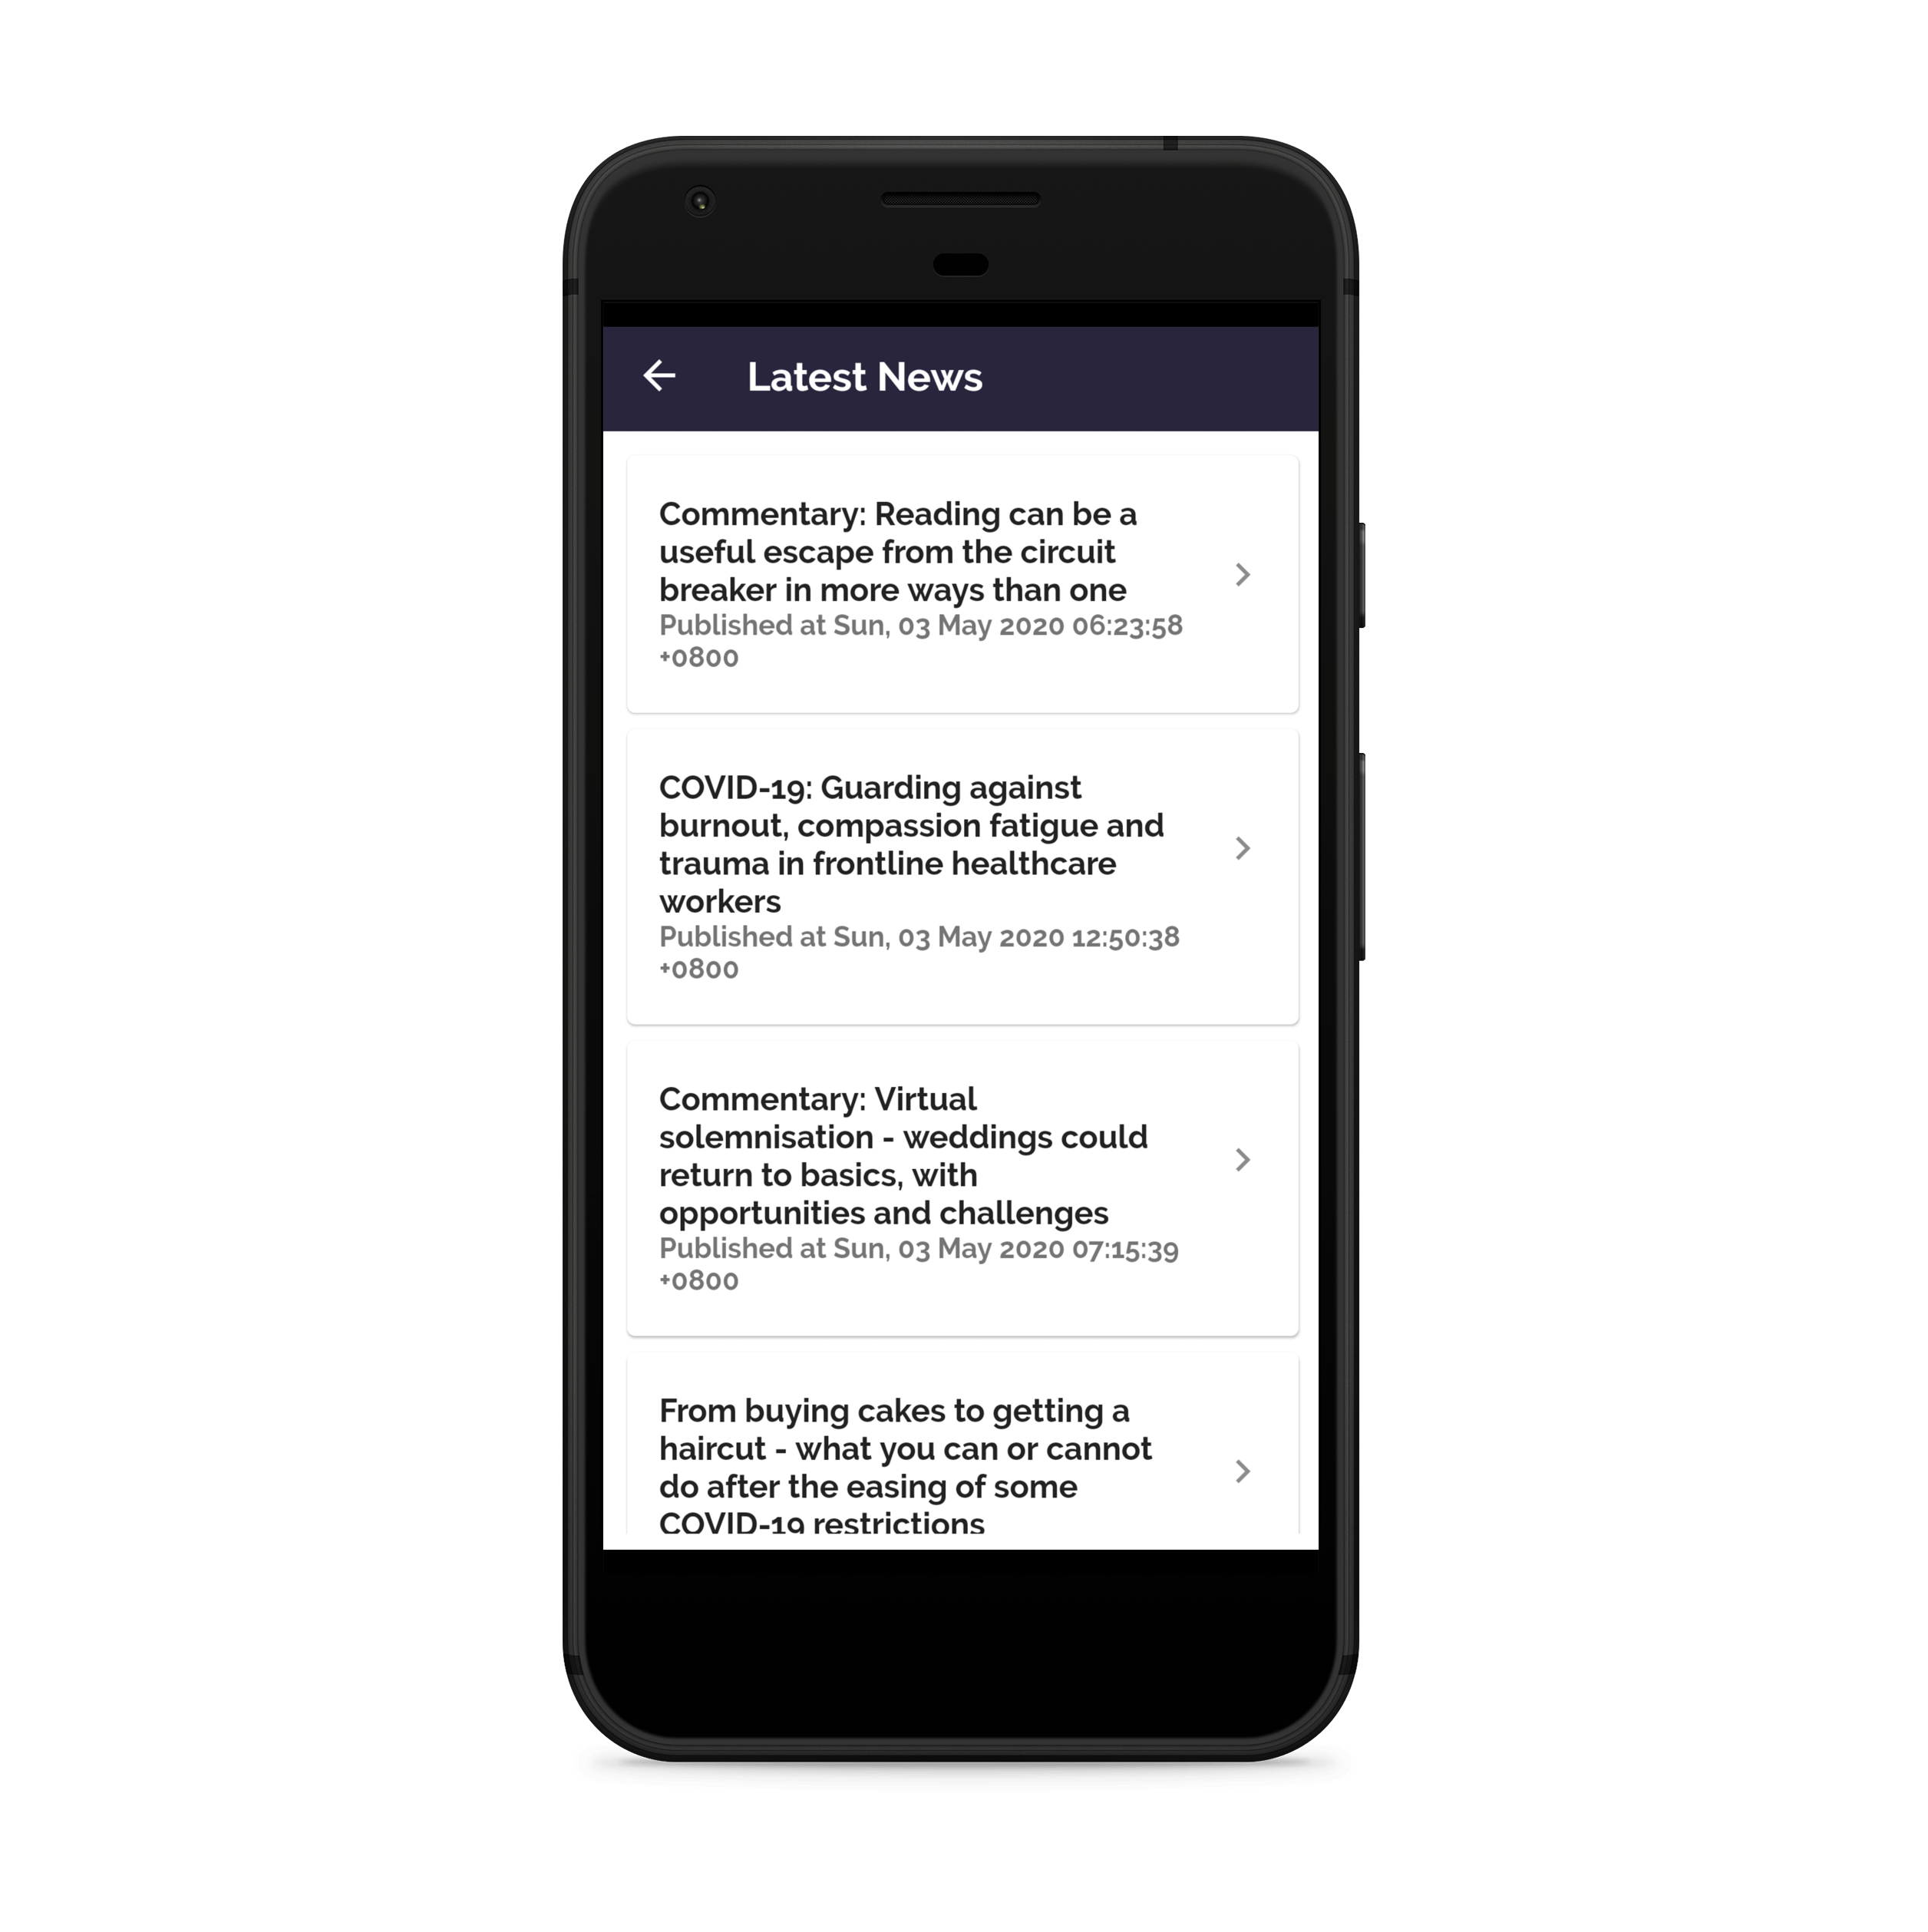 Latest News
Commentary: Reading can be a
useful escape from the circuit
breaker in more ways than one
Published at Sun, 03 May 2020 06:23:58
+0800
COVID-19: Guarding against
burnout, compassion fatigue and
trauma in frontline healthcare
workers
Published at Sun, 03 May 2020 12:50:38
+0800
Commentary: Virtual
solemnisation - weddings could
return to basics, with
opportunities and challenges
Published at Sun, 03 May 2020 07:15:39
+0800
From buying cakes to getting a
haircut - what you can or cannot
do after the easing of some
COVID-19 restrictions